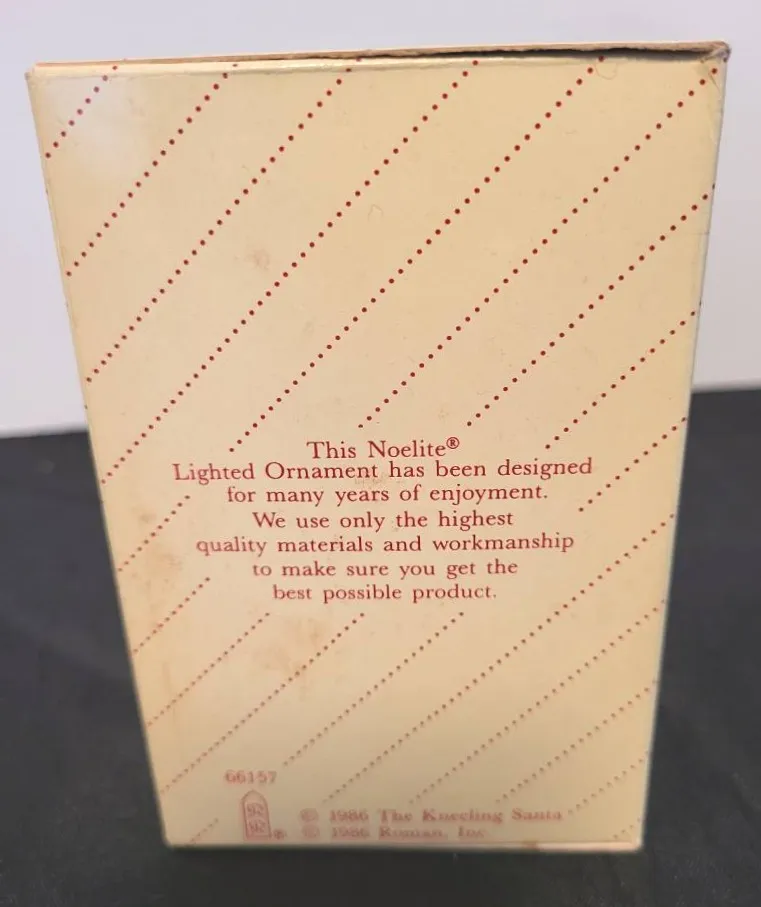 This Noelite®
Lighted Ornament has been designed
for many years of enjoyment.
We use only the highest
quality materials and workmanship
to make sure you get the
best possible product.
66157
® © 1986 The Kneeling Santa
© 1986 Roman, Inc.